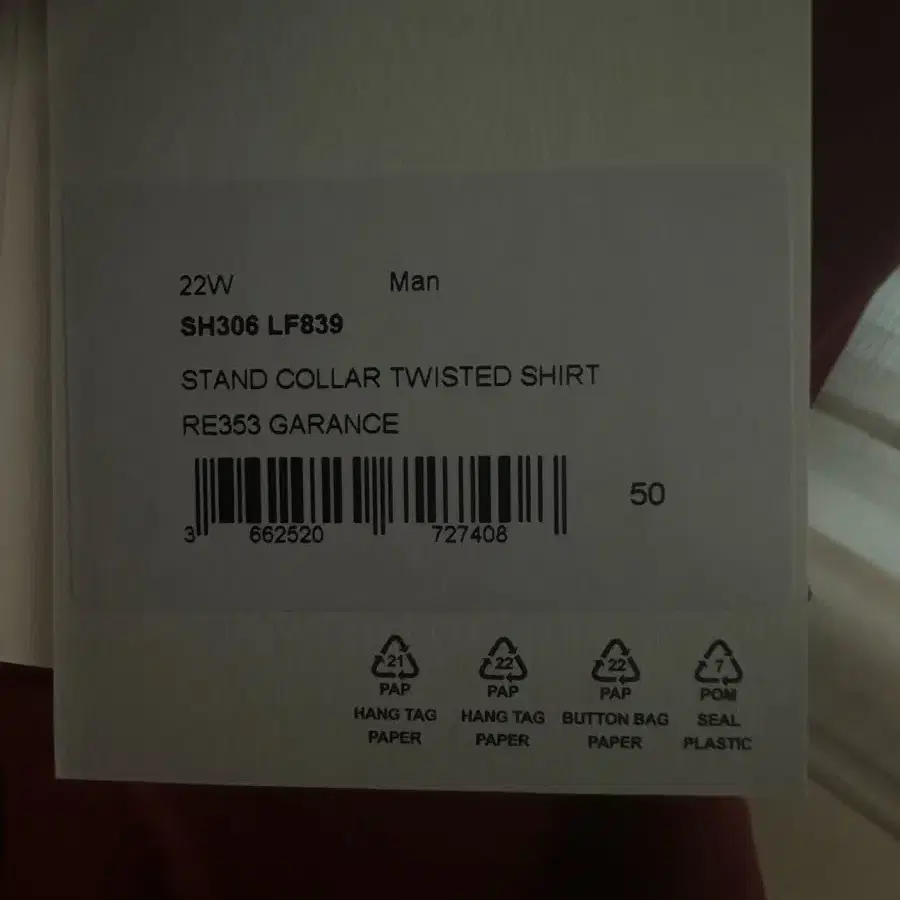 22W Man
SH306 LF839
STAND COLLAR TWISTED SHIRT
RE353 GARANCE
50
3 662520 727408
21 22 22 7
PAP PAP PAP POM
HANG TAG HANG TAG BUTTON BAG SEAL
PAPER PAPER PAPER PLASTIC